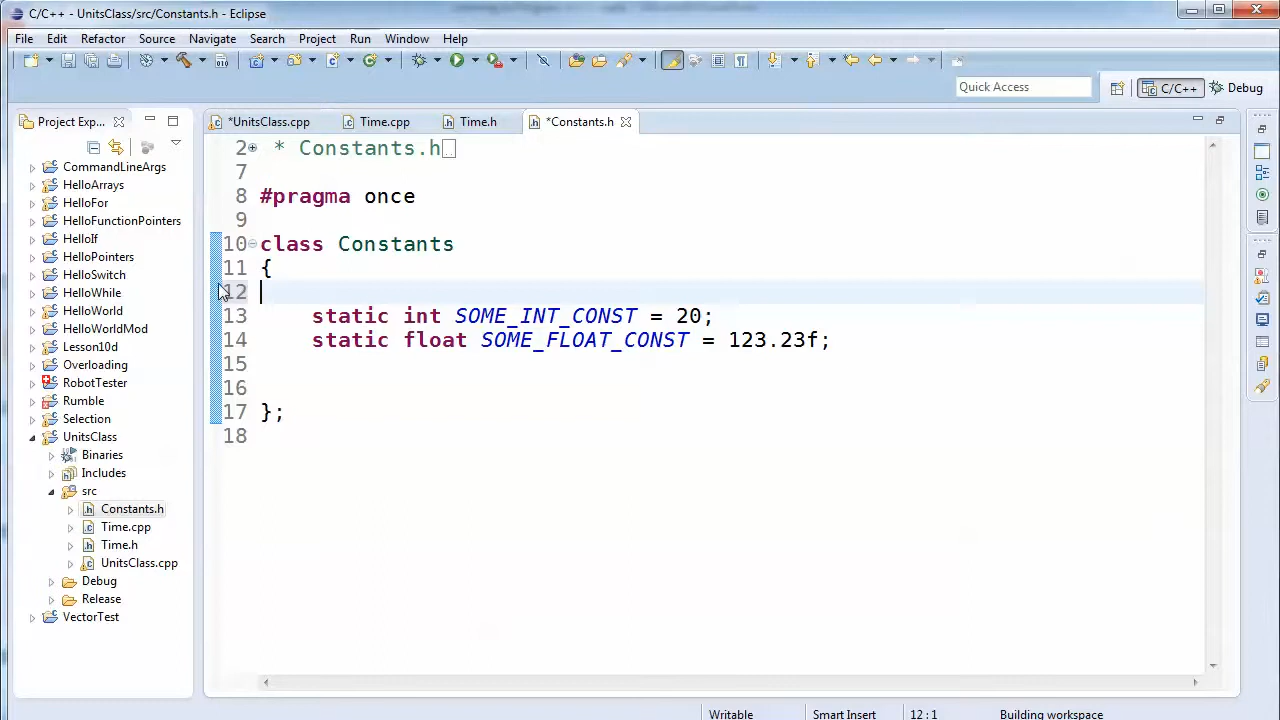 C/C++ - UnitsClass/src/Constants.h - Eclipse
File Edit Refactor Source Navigate Search Project Run Window Help
Quick Access
C/C++
Debug
Project Exp...
*UnitsClass.cpp
Time.cpp
Time.h
*Constants.h
CommandLineArgs
HelloArrays
HelloFor
HelloFunctionPointers
HelloIf
HelloPointers
HelloSwitch
HelloWhile
HelloWorld
HelloWorldMod
Lesson10d
Overloading
RobotTester
Rumble
Selection
UnitsClass
Binaries
Includes
src
Constants.h
Time.cpp
Time.h
UnitsClass.cpp
Debug
Release
VectorTest
2 * Constants.h
7
8 #pragma once
9
10 class Constants
11 {
12
13 static int SOME_INT_CONST = 20;
14 static float SOME_FLOAT_CONST = 123.23f;
15
16
17 };
18
Writable Smart Insert 12 : 1 Building workspace